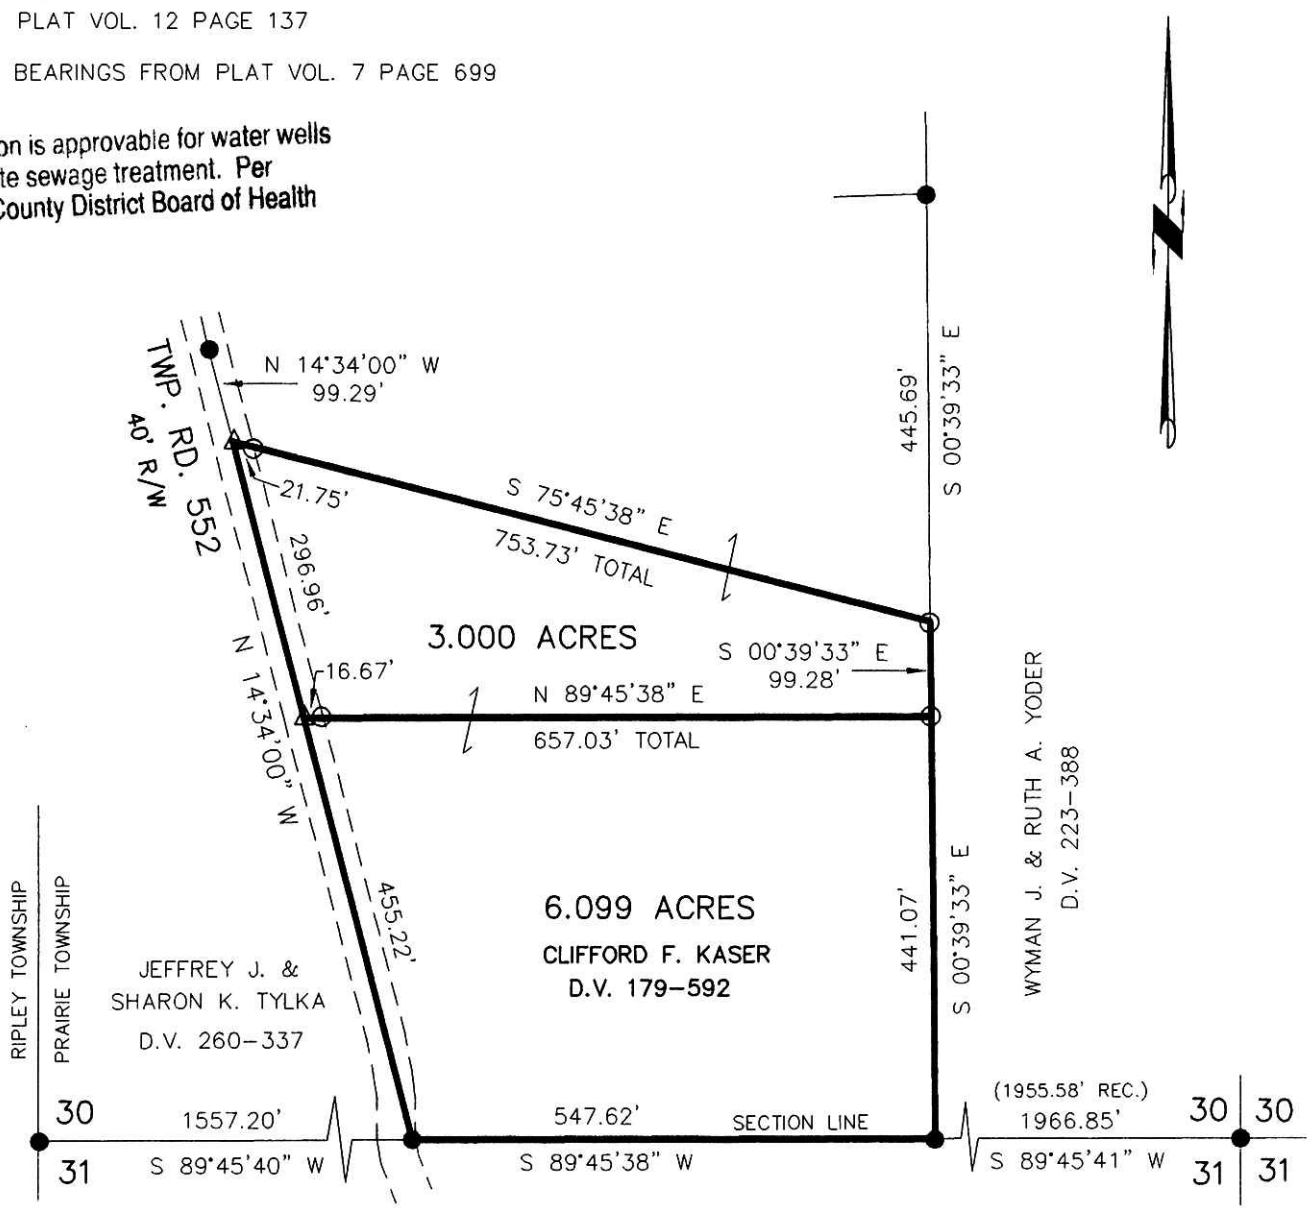 PLAT VOL. 12 PAGE 137
BEARINGS FROM PLAT VOL. 7 PAGE 699
on is approvable for water wells
te sewage treatment. Per
County District Board of Health
N 14°34'00" W
99.29'
TWP. RD. 552
40' R/W
21.75'
445.69'
S 00°39'33" E
S 75°45'38" E
753.73' TOTAL
296.96'
3.000 ACRES
S 00°39'33" E
99.28'
N 14°34'00" W
16.67'
N 89°45'38" E
657.03' TOTAL
WYMAN J. & RUTH A. YODER
D.V. 223-388
455.22'
6.099 ACRES
CLIFFORD F. KASER
D.V. 179-592
441.07'
S 00°39'33" E
RIPLEY TOWNSHIP
PRAIRIE TOWNSHIP
JEFFREY J. &
SHARON K. TYLKA
D.V. 260-337
30
1557.20'
547.62'
SECTION LINE
(1955.58' REC.)
1966.85'
30 30
31
S 89°45'40" W
S 89°45'38" W
S 89°45'41" W
31 31